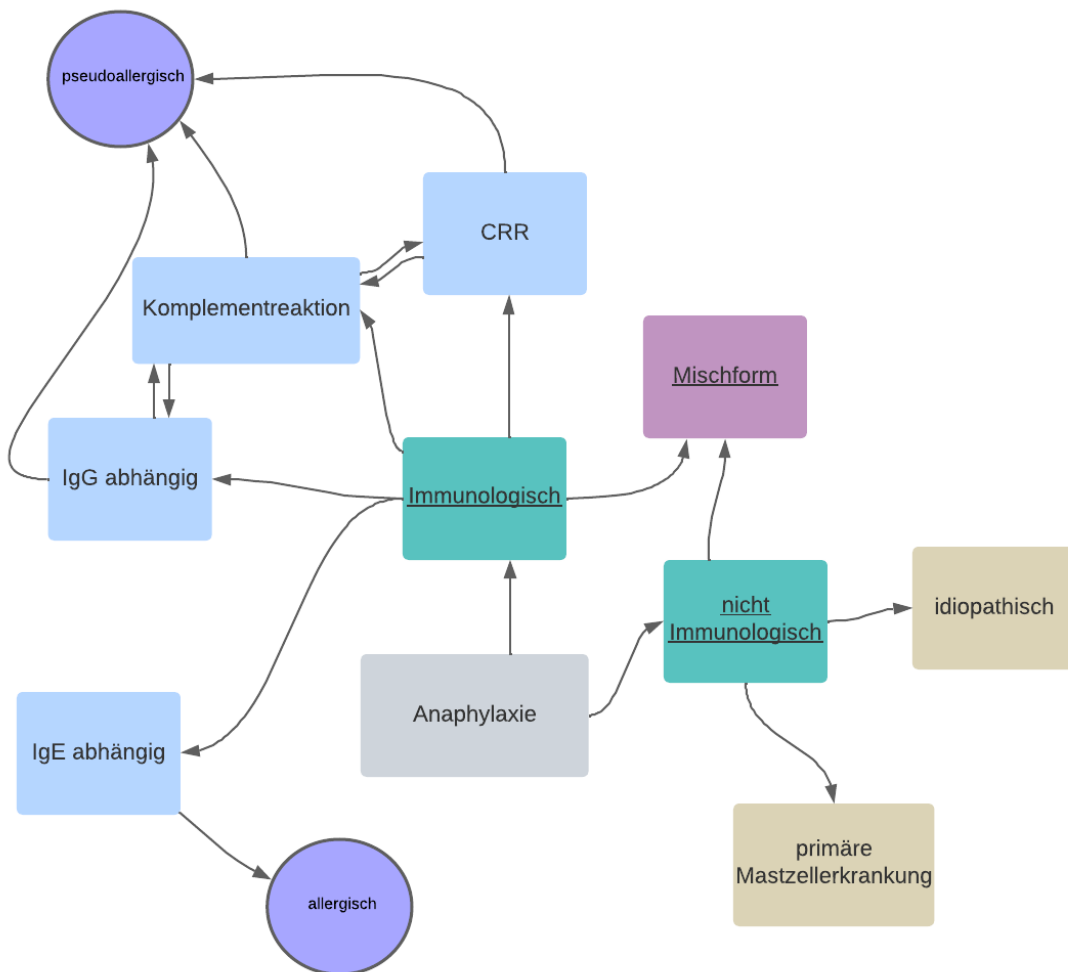 pseudoallergisch
CRR
Komplementreaktion
Mischform
IgG abhängig
Immunologisch
nicht
Immunologisch
idiopathisch
Anaphylaxie
IgE abhängig
primäre
Mastzellerkrankung
allergisch